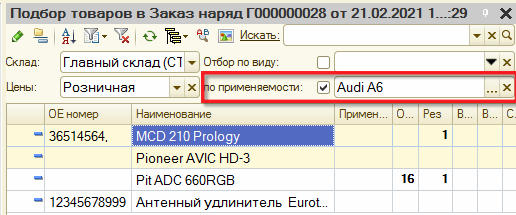 Подбор товаров в Заказ наряд Г000000028 от 21.02.2021 1...:29
Искать:
Склад: Главный склад (СТ Отбор по виду:
Цены: Розничная по применяемости: Audi A6 ...
ОЕ номер Наименование Примен... О... Рез В... В... С...
36514564, MCD 210 Prology 1
Pioneer AVIC HD-3
Pit ADC 660RGB 16 1
12345678999 Антенный удлинитель Eurot...